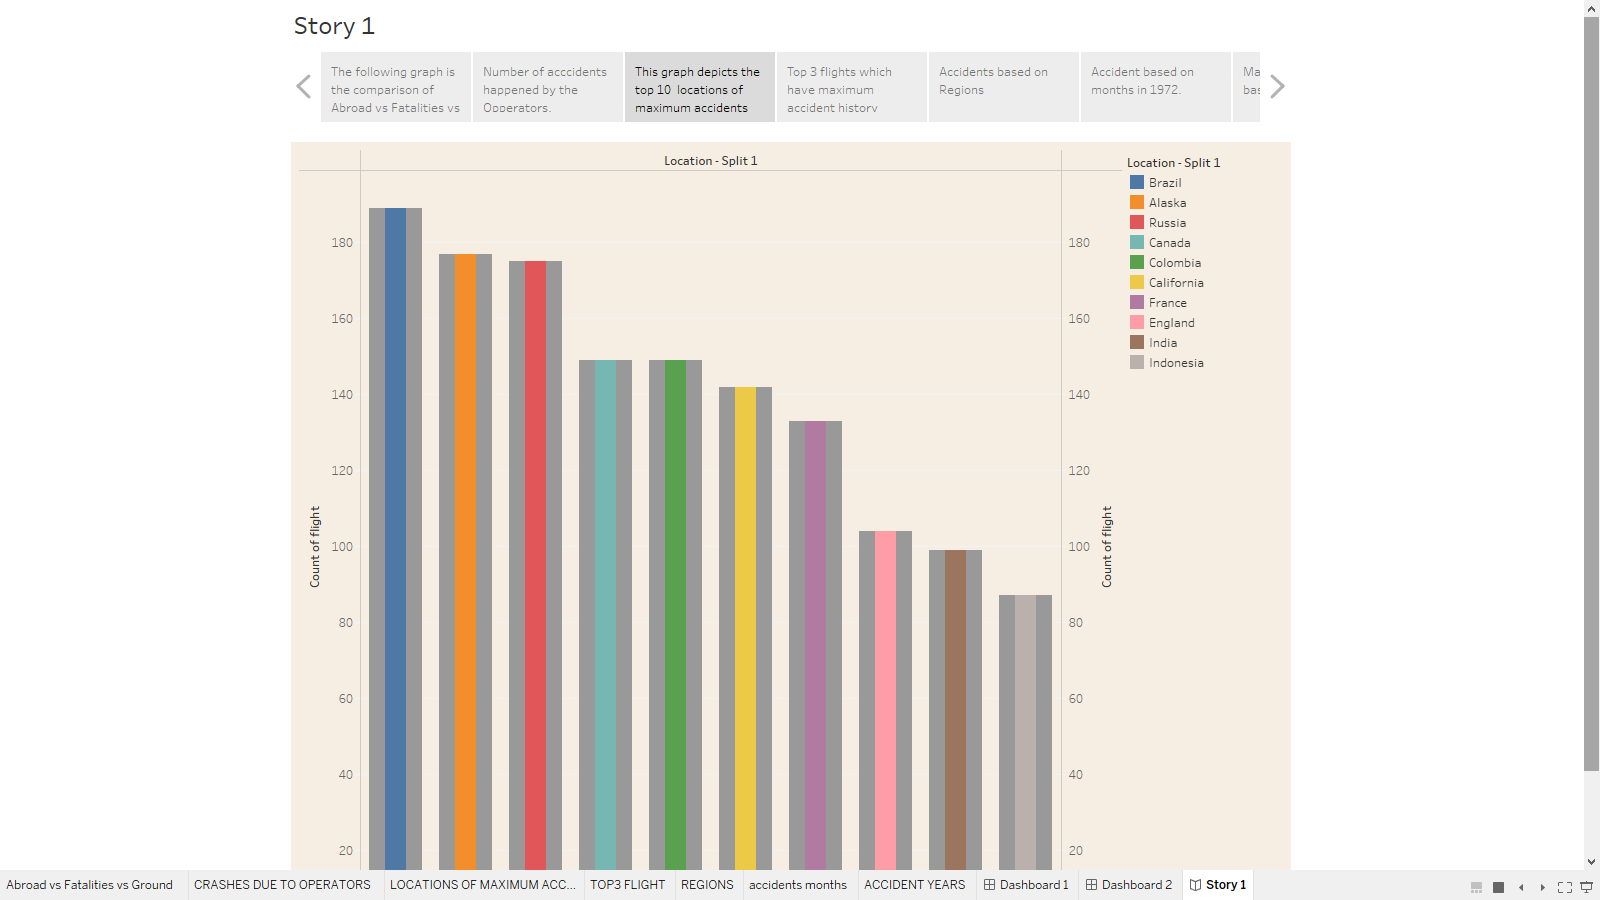 Story 1
The following graph is
the comparison of
Abroad vs Fatalities vs
Number of acccidents
happened by the
Opperators.
This graph depicts the
top 10 locations of
maximum accidents
Top 3 flights which
have maximum
accident history
Accidents based on
Regions
Accident based on
months in 1972.
Ma
bas
Location - Split 1
180
160
140
120
100
80
60
40
20
Count of flight
180
160
140
120
100
80
60
40
20
Count of flight
Location - Split 1
Brazil
Alaska
Russia
Canada
Colombia
California
France
England
India
Indonesia
Abroad vs Fatalities vs Ground
CRASHES DUE TO OPERATORS
LOCATIONS OF MAXIMUM ACC...
TOP3 FLIGHT
REGIONS
accidents months
ACCIDENT YEARS
Dashboard 1
Dashboard 2
Story 1